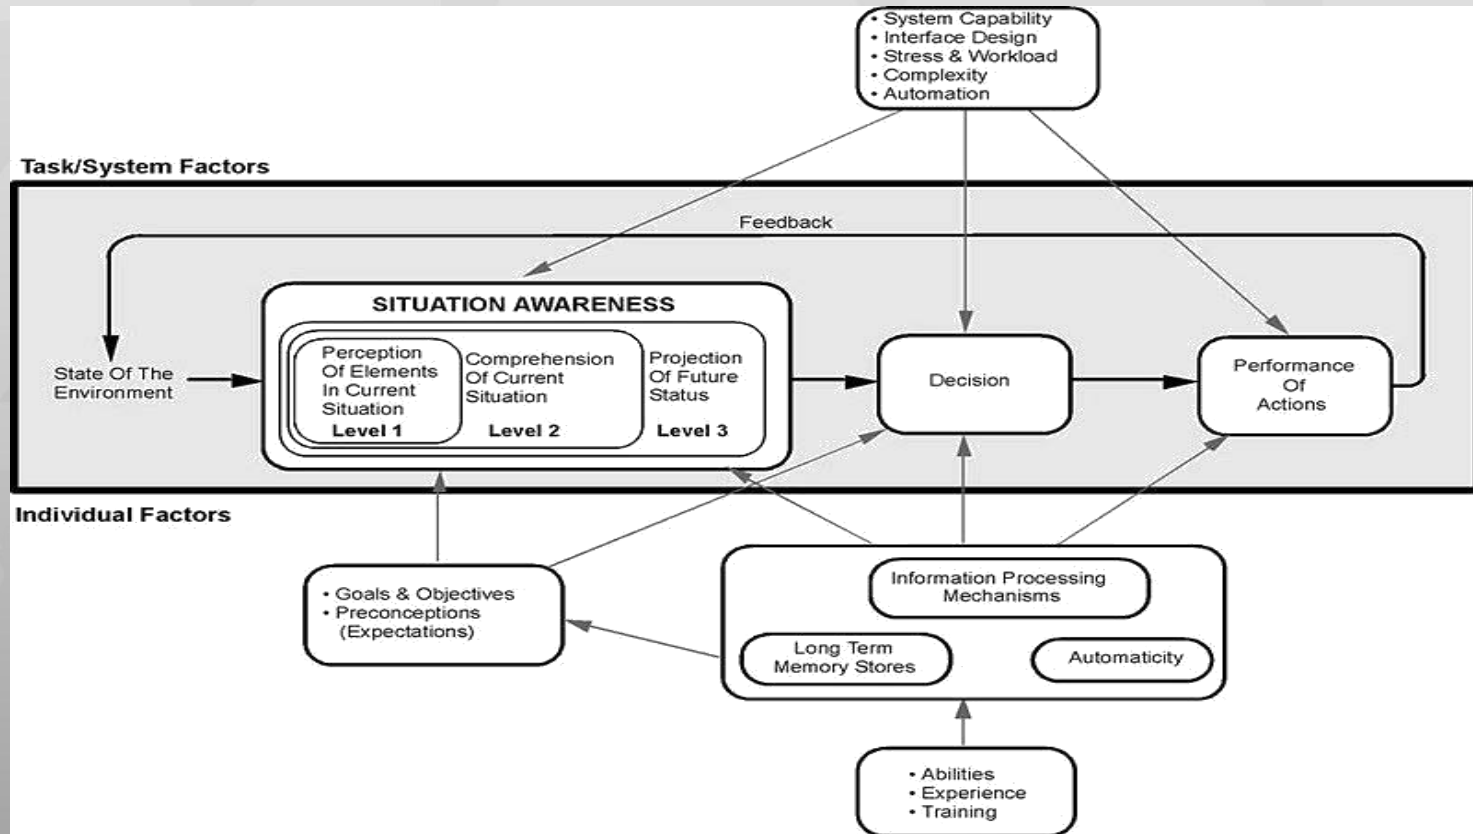 • System Capability
• Interface Design
• Stress & Workload
• Complexity
• Automation
Task/System Factors
Feedback
SITUATION AWARENESS
Perception
Of Elements
In Current
Situation
Level 1
Comprehension
Of Current
Situation
Level 2
Projection
Of Future
Status
Level 3
State Of The
Environment
Decision
Performance
Of
Actions
Individual Factors
• Goals & Objectives
• Preconceptions
(Expectations)
Information Processing
Mechanisms
Long Term
Memory Stores
Automaticity
• Abilities
• Experience
• Training